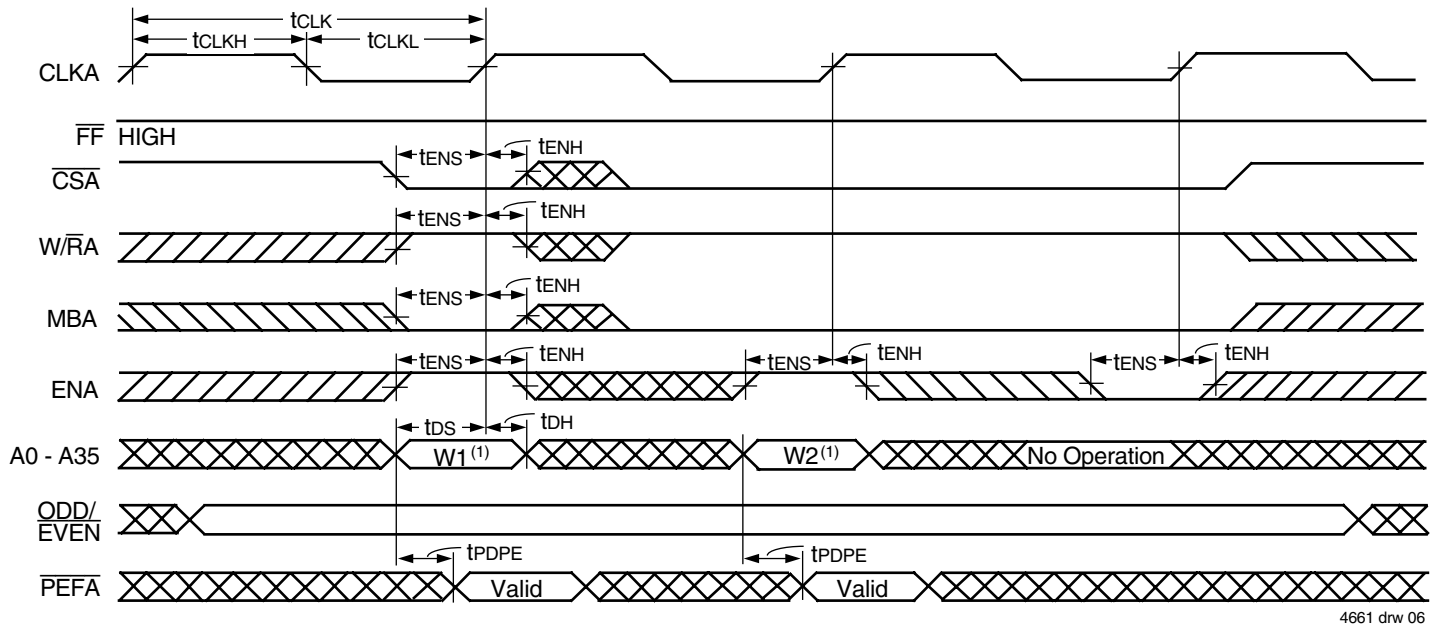 tCLK
tCLKH tCLKL
CLKA
FF HIGH
tENS tENH
CSA
tENS tENH
W/RA
tENS tENH
MBA
tENS tENH tENS tENH tENS tENH
ENA
tDS tDH
A0 - A35 W1(1) W2(1) No Operation
ODD/
EVEN
tPDPE tPDPE
PEFA Valid Valid
4661 drw 06